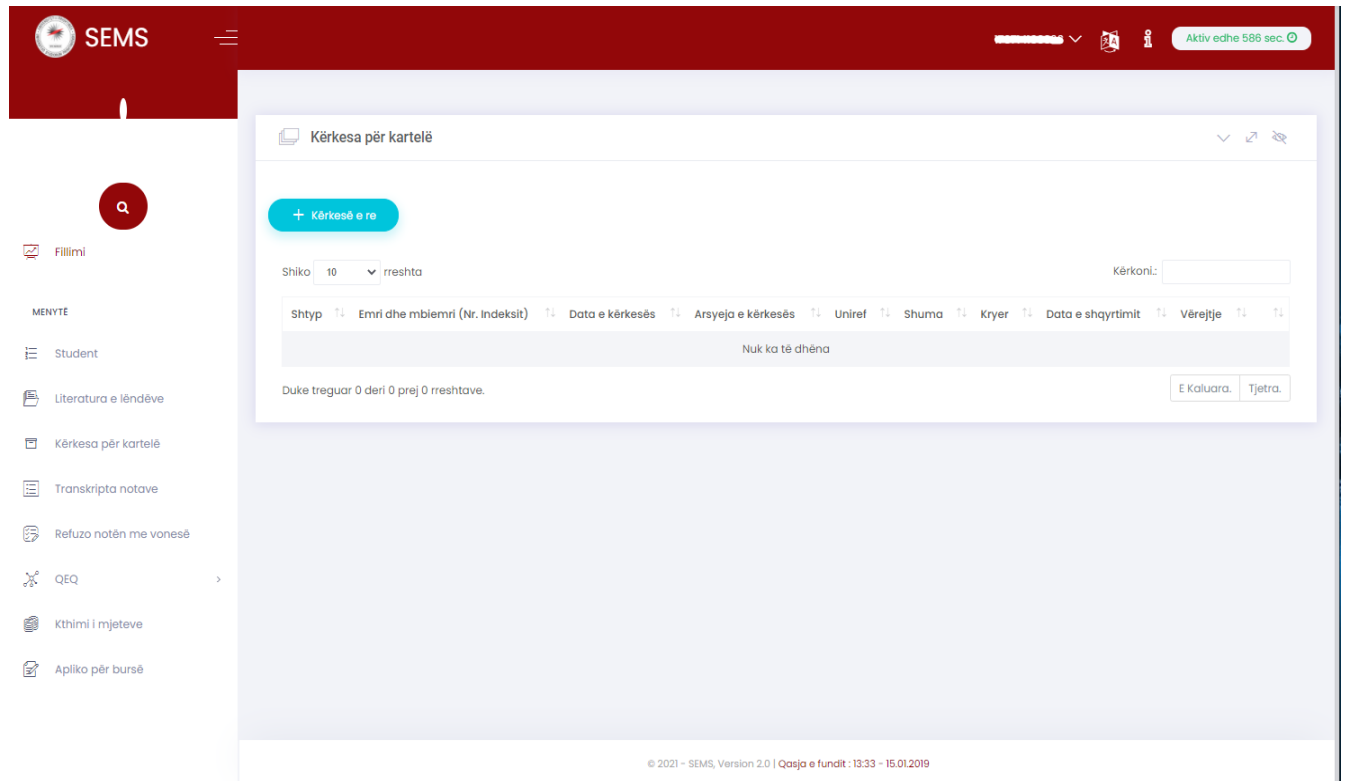 SEMS
Aktiv edhe 586 sec.
Kërkesa për kartelë
+ Kërkesë e re
Fillimi
Shiko 10 rreshta
Kërkoni.:
MENYTË
Shtyp Emri dhe mbiemri (Nr. Indeksit) Data e kërkesës Arsyeja e kërkesës Uniref Shuma Kryer Data e shqyrtimit Vërejtje
Nuk ka të dhëna
Duke treguar 0 deri 0 prej 0 rreshtave.
E Kaluara. Tjetra.
Student
Literatura e lëndëve
Kërkesa për kartelë
Transkripta notave
Refuzo notën me vonesë
QEQ
Kthimi i mjeteve
Apliko për bursë
© 2021 - SEMS, Version 2.0 | Qasja e fundit : 13:33 - 15.01.2019